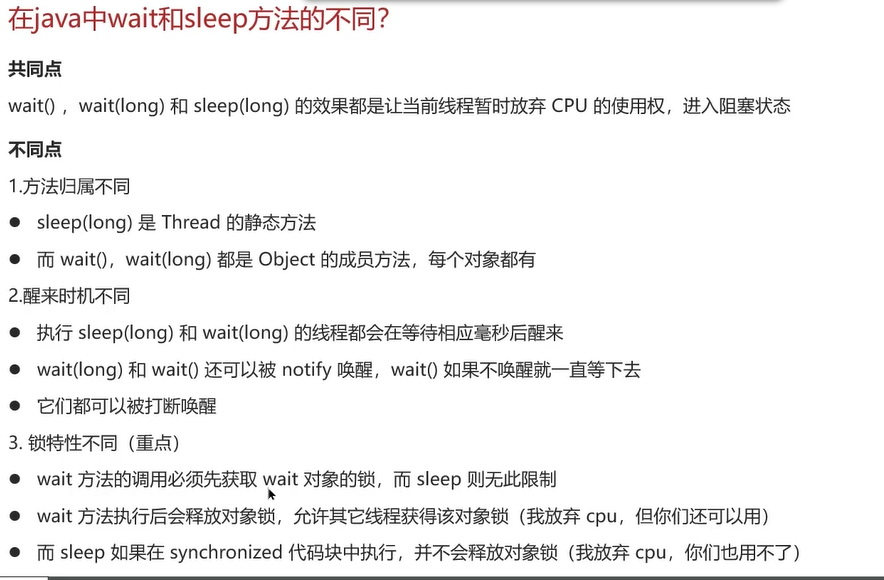 在java中wait和sleep方法的不同?
共同点
wait() ，wait(long) 和 sleep(long) 的效果都是让当前线程暂时放弃 CPU 的使用权，进入阻塞状态
不同点
1.方法归属不同
● sleep(long) 是 Thread 的静态方法
● 而 wait()，wait(long) 都是 Object 的成员方法，每个对象都有
2.醒来时机不同
● 执行 sleep(long) 和 wait(long) 的线程都会在等待相应毫秒后醒来
● wait(long) 和 wait() 还可以被 notify 唤醒，wait() 如果不唤醒就一直等下去
● 它们都可以被打断唤醒
3. 锁特性不同（重点）
● wait 方法的调用必须先获取 wait 对象的锁，而 sleep 则无此限制
● wait 方法执行后会释放对象锁，允许其它线程获得该对象锁（我放弃 cpu，但你们还可以用）
● 而 sleep 如果在 synchronized 代码块中执行，并不会释放对象锁（我放弃 cpu，你们也用不了）